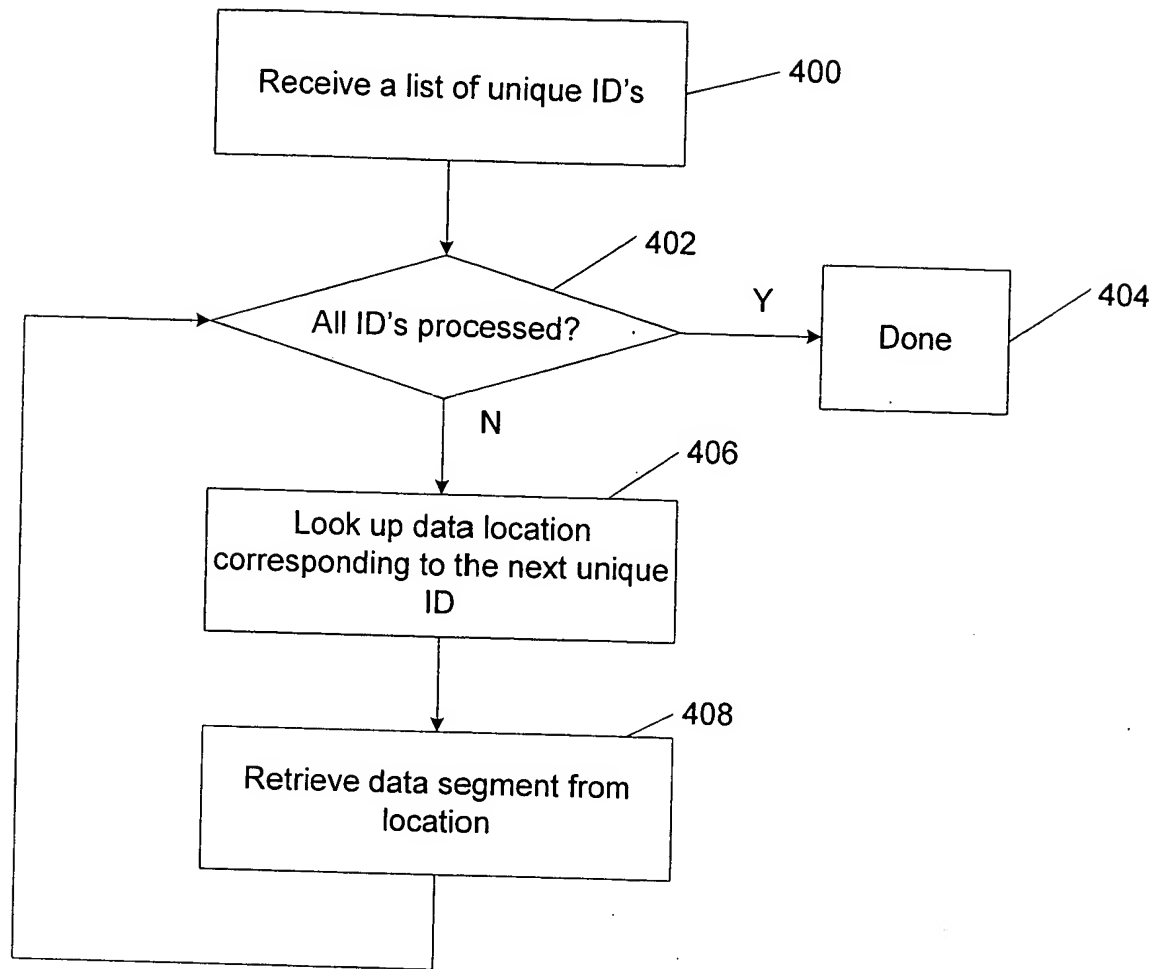 Receive a list of unique ID's
400
402
All ID's processed?
Y
Done
404
N
406
Look up data location
corresponding to the next unique
ID
408
Retrieve data segment from
location